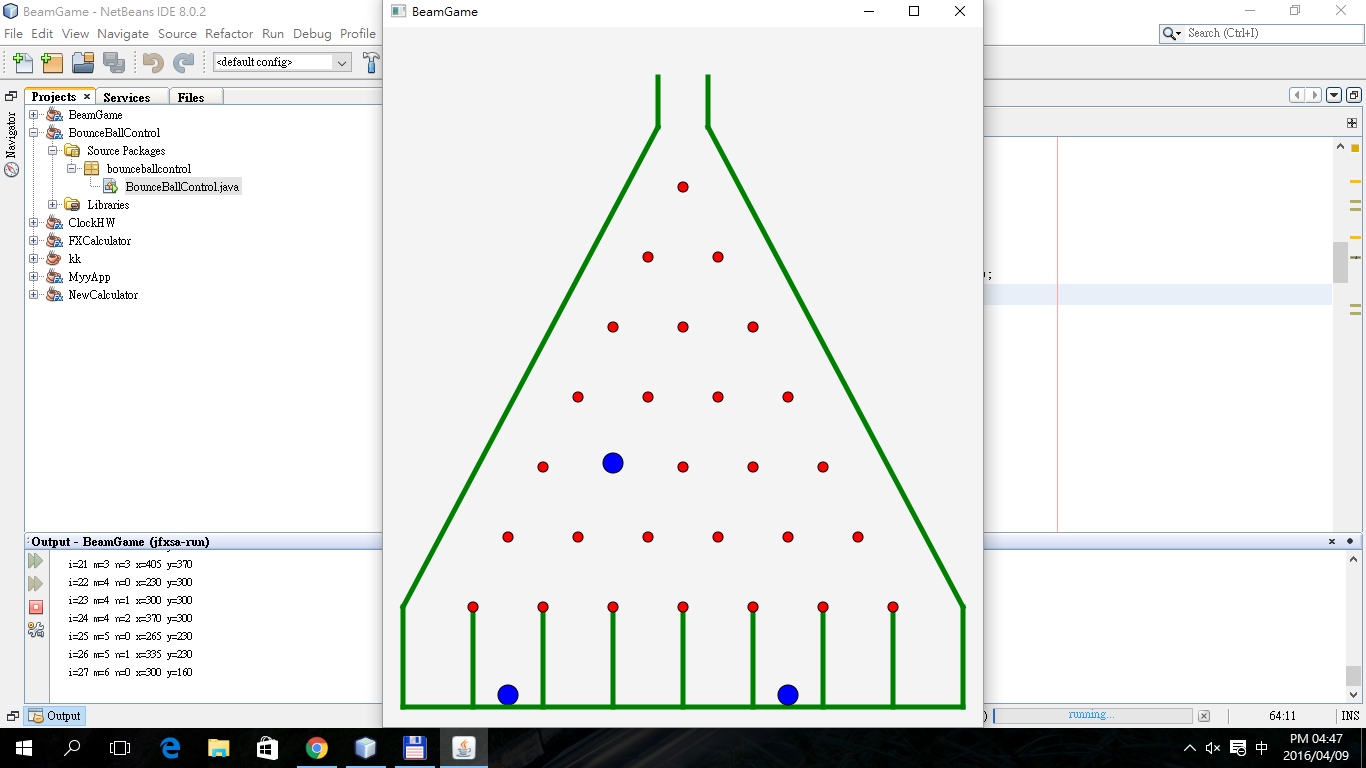 BeamGame - NetBeans IDE 8.0.2
BeamGame
File Edit View Navigate Source Refactor Run Debug Profile
Search (Ctrl+I)
<default config>
Projects Services Files
Navigator
BeamGame
BounceBallControl
Source Packages
bounceballcontrol
BounceBallControl.java
Libraries
ClockHW
FXCalculator
kk
MyyApp
NewCalculator
);
Output - BeamGame (jfxsa-run)
i=21 m=3 n=3 x=405 y=370
i=22 m=4 n=0 x=230 y=300
i=23 m=4 n=1 x=300 y=300
i=24 m=4 n=2 x=370 y=300
i=25 m=5 n=0 x=265 y=230
i=26 m=5 n=1 x=335 y=230
i=27 m=6 n=0 x=300 y=160
Output
)
running...
64:11
INS
中
PM 04:47
2016/04/09